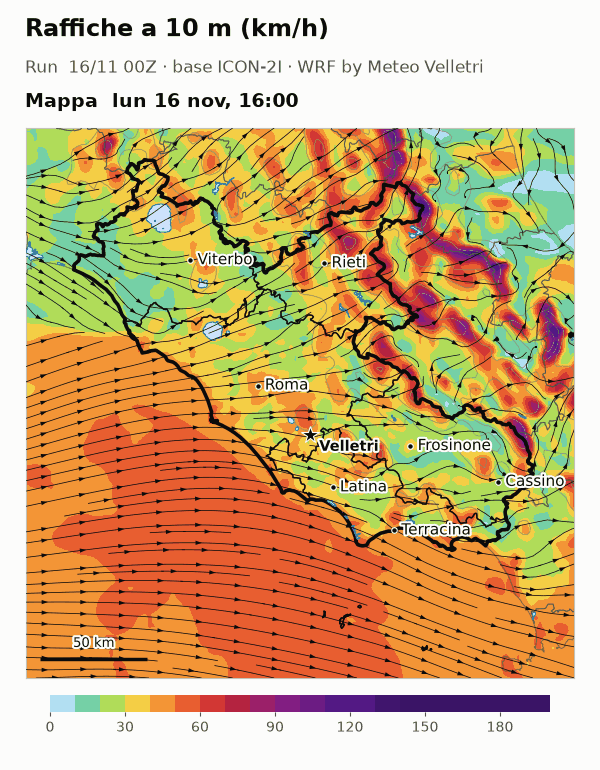 Raffiche a 10 m (km/h)
Run  16/11 00Z · base ICON-2I · WRF by Meteo Velletri
Mappa  lun 16 nov, 16:00
Viterbo
Rieti
Roma
Velletri
Frosinone
Latina
Cassino
Terracina
50 km
0 30 60 90 120 150 180